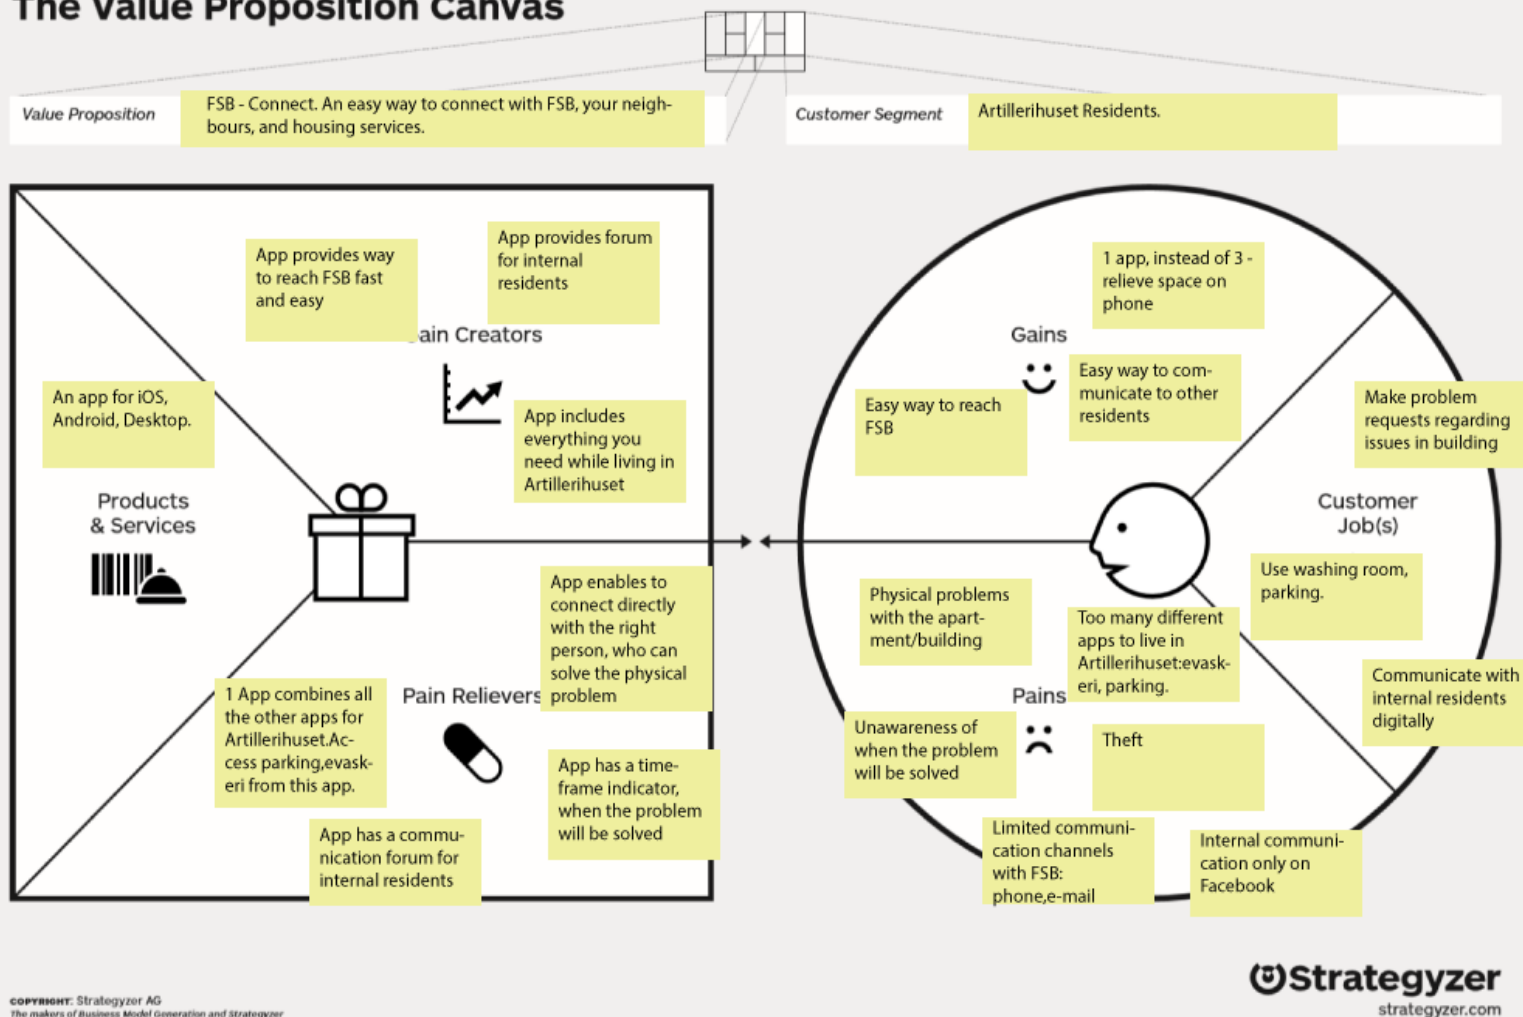 The Value Proposition Canvas
Value Proposition
FSB - Connect. An easy way to connect with FSB, your neigh-
bours, and housing services.
Customer Segment
Artillerihuset Residents.
App provides way
to reach FSB fast
and easy
App provides forum
for internal
residents
ain Creators
An app for iOS,
Android, Desktop.
App includes
everything you
need while living in
Artillerihuset
Products
& Services
App enables to
connect directly
with the right
person, who can
solve the physical
problem
1 App combines all
the other apps for
Artillerihuset.Ac-
cess parking,evask-
eri from this app.
Pain Relievers
App has a time-
frame indicator,
when the problem
will be solved
App has a commu-
nication forum for
internal residents
1 app, instead of 3 -
relieve space on
phone
Gains
Easy way to com-
municate to other
residents
Easy way to reach
FSB
Make problem
requests regarding
issues in building
Customer
Job(s)
Use washing room,
parking.
Communicate with
internal residents
digitally
Physical problems
with the apart-
ment/building
Too many different
apps to live in
Artillerihuset:evask-
eri, parking.
Pains
Unawareness of
when the problem
will be solved
Theft
Limited communi-
cation channels
with FSB:
phone,e-mail
Internal communi-
cation only on
Facebook
COPYRIGHT: Strategyzer AG
The makers of Business Model Generation and Strategyzer
Strategyzer
strategyzer.com